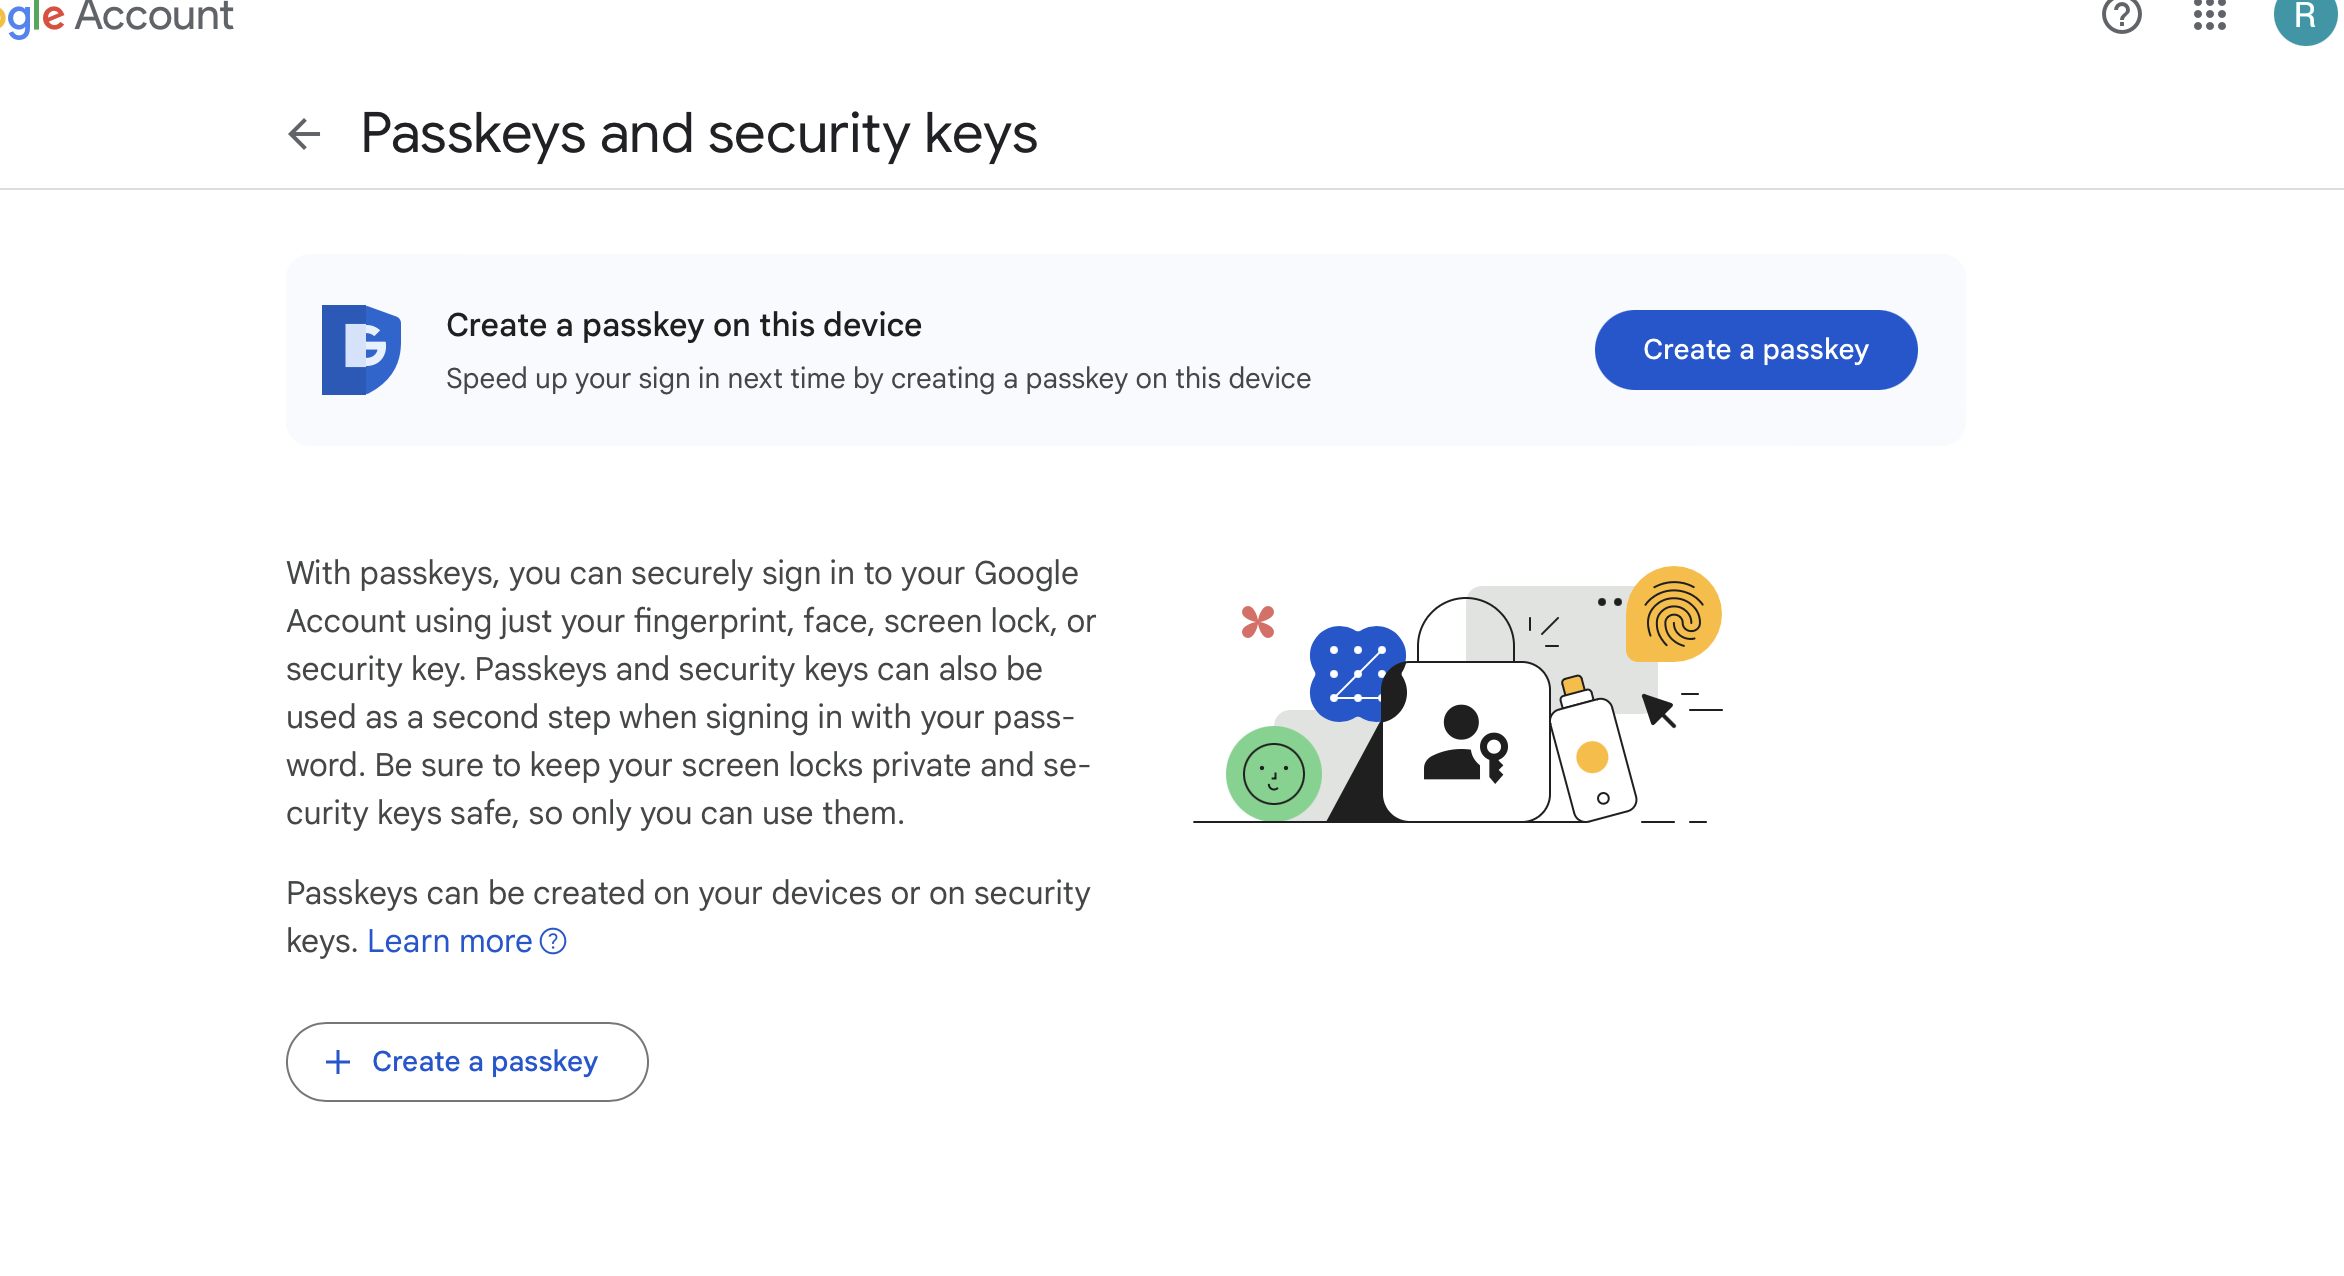 gle Account
R
Passkeys and security keys
G
Create a passkey on this device
Speed up your sign in next time by creating a passkey on this device
Create a passkey
With passkeys, you can securely sign in to your Google
Account using just your fingerprint, face, screen lock, or
security key. Passkeys and security keys can also be
used as a second step when signing in with your pass-
word. Be sure to keep your screen locks private and se-
curity keys safe, so only you can use them.
Passkeys can be created on your devices or on security
keys. Learn more
Create a passkey